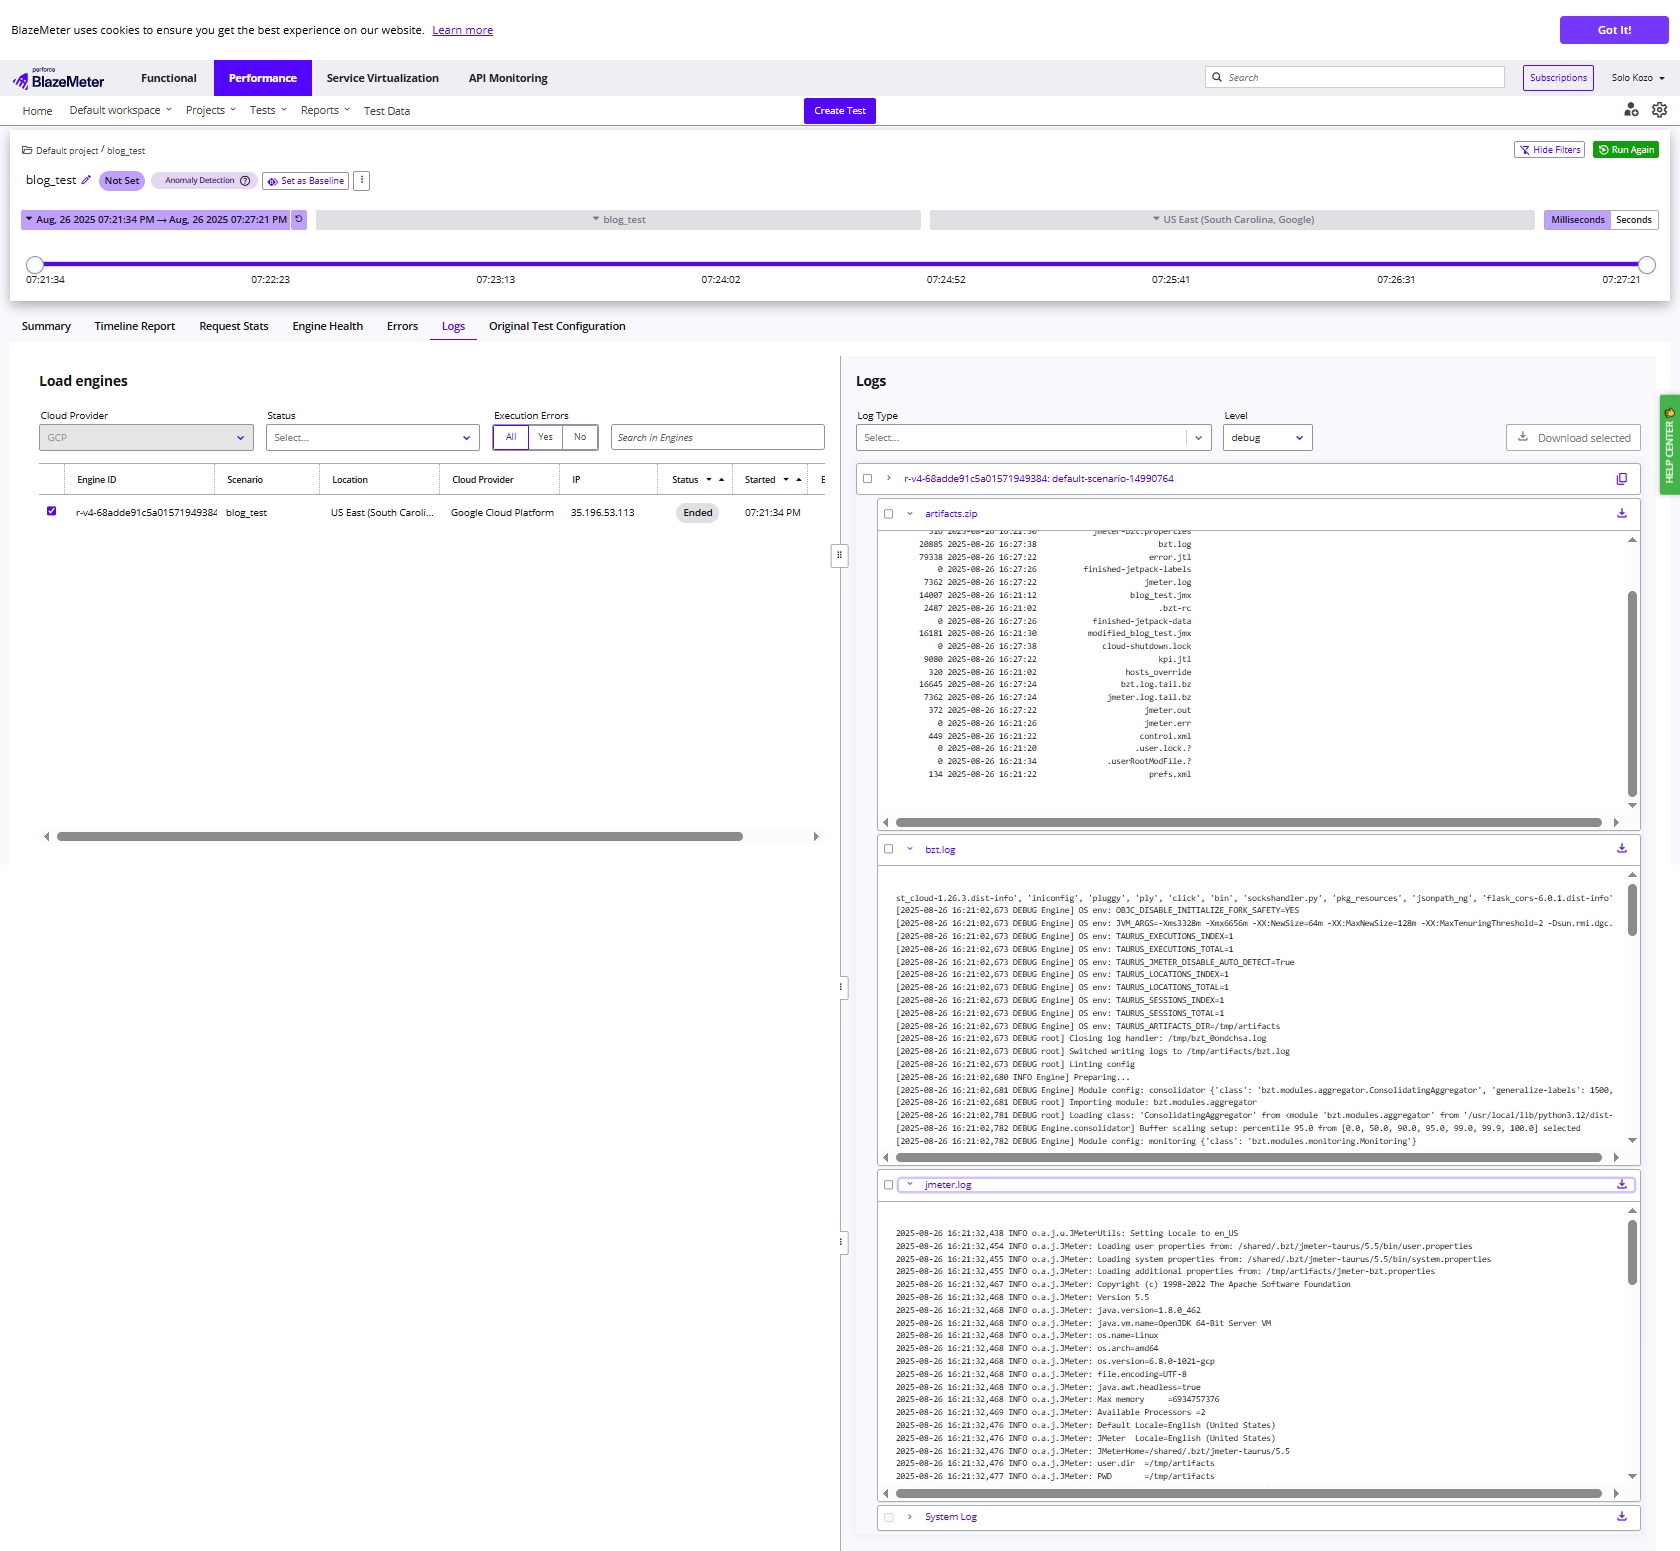 BlazeMeter uses cookies to ensure you get the best experience on our website. Learn more
Got It!
perforce
BlazeMeter
Functional
Performance
Service Virtualization
API Monitoring
Search
Subscriptions
Solo Kozo
Home
Default workspace
Projects
Tests
Reports
Test Data
Create Test
Default project / blog_test
Hide Filters
Run Again
blog_test
Not Set
Anomaly Detection
Set as Baseline
Aug, 26 2025 07:21:34 PM → Aug, 26 2025 07:27:21 PM
blog_test
US East (South Carolina, Google)
Milliseconds
Seconds
07:21:34
07:22:23
07:23:13
07:24:02
07:24:52
07:25:41
07:26:31
07:27:21
Summary
Timeline Report
Request Stats
Engine Health
Errors
Logs
Original Test Configuration
Load engines
Cloud Provider
GCP
Status
Select...
Execution Errors
All
Yes
No
Search in Engines
Engine ID
Scenario
Location
Cloud Provider
IP
Status
Started
E
r-v4-68adde91c5a01571949384
blog_test
US East (South Caroli...
Google Cloud Platform
35.196.53.113
Ended
07:21:34 PM
Logs
Log Type
Select...
Level
debug
Download selected
HELP CENTER
r-v4-68adde91c5a01571949384: default-scenario-14990764
artifacts.zip
316 2025-08-26 16:21:30 jmeter-bzt.properties
20885 2025-08-26 16:27:38 bzt.log
79338 2025-08-26 16:27:22 error.jtl
0 2025-08-26 16:27:26 finished-jetpack-labels
7362 2025-08-26 16:27:22 jmeter.log
14007 2025-08-26 16:21:12 blog_test.jmx
2487 2025-08-26 16:21:02 .bzt-rc
0 2025-08-26 16:27:26 finished-jetpack-data
16181 2025-08-26 16:21:30 modified_blog_test.jmx
0 2025-08-26 16:27:38 cloud-shutdown.lock
9080 2025-08-26 16:27:22 kpi.jtl
320 2025-08-26 16:21:02 hosts_override
16645 2025-08-26 16:27:24 bzt.log.tail.bz
7362 2025-08-26 16:27:24 jmeter.log.tail.bz
372 2025-08-26 16:27:22 jmeter.out
0 2025-08-26 16:21:26 jmeter.err
449 2025-08-26 16:21:22 control.xml
0 2025-08-26 16:21:20 .user.lock.?
0 2025-08-26 16:21:34 .userRootModFile.?
134 2025-08-26 16:21:22 prefs.xml
bzt.log
st_cloud-1.26.3.dist-info', 'iniconfig', 'pluggy', 'ply', 'click', 'bin', 'sockshandler.py', 'pkg_resources', 'jsonpath_ng', 'flask_cors-6.0.1.dist-info'
[2025-08-26 16:21:02,673 DEBUG Engine] OS env: OBJC_DISABLE_INITIALIZE_FORK_SAFETY=YES
[2025-08-26 16:21:02,673 DEBUG Engine] OS env: JVM_ARGS=-Xms3328m -Xmx6656m -XX:NewSize=64m -XX:MaxNewSize=128m -XX:MaxTenuringThreshold=2 -Dsun.rmi.dgc.
[2025-08-26 16:21:02,673 DEBUG Engine] OS env: TAURUS_EXECUTIONS_INDEX=1
[2025-08-26 16:21:02,673 DEBUG Engine] OS env: TAURUS_EXECUTIONS_TOTAL=1
[2025-08-26 16:21:02,673 DEBUG Engine] OS env: TAURUS_JMETER_DISABLE_AUTO_DETECT=True
[2025-08-26 16:21:02,673 DEBUG Engine] OS env: TAURUS_LOCATIONS_INDEX=1
[2025-08-26 16:21:02,673 DEBUG Engine] OS env: TAURUS_LOCATIONS_TOTAL=1
[2025-08-26 16:21:02,673 DEBUG Engine] OS env: TAURUS_SESSIONS_INDEX=1
[2025-08-26 16:21:02,673 DEBUG Engine] OS env: TAURUS_SESSIONS_TOTAL=1
[2025-08-26 16:21:02,673 DEBUG Engine] OS env: TAURUS_ARTIFACTS_DIR=/tmp/artifacts
[2025-08-26 16:21:02,673 DEBUG root] Closing log handler: /tmp/bzt_0ondchsa.log
[2025-08-26 16:21:02,673 DEBUG root] Switched writing logs to /tmp/artifacts/bzt.log
[2025-08-26 16:21:02,673 DEBUG root] Linting config
[2025-08-26 16:21:02,680 INFO Engine] Preparing...
[2025-08-26 16:21:02,681 DEBUG Engine] Module config: consolidator {'class': 'bzt.modules.aggregator.ConsolidatingAggregator', 'generalize-labels': 1500,
[2025-08-26 16:21:02,681 DEBUG root] Importing module: bzt.modules.aggregator
[2025-08-26 16:21:02,781 DEBUG root] Loading class: 'ConsolidatingAggregator' from <module 'bzt.modules.aggregator' from '/usr/local/lib/python3.12/dist-
[2025-08-26 16:21:02,782 DEBUG Engine.consolidator] Buffer scaling setup: percentile 95.0 from [0.0, 50.0, 90.0, 95.0, 99.0, 99.9, 100.0] selected
[2025-08-26 16:21:02,782 DEBUG Engine] Module config: monitoring {'class': 'bzt.modules.monitoring.Monitoring'}
jmeter.log
2025-08-26 16:21:32,438 INFO o.a.j.u.JMeterUtils: Setting Locale to en_US
2025-08-26 16:21:32,454 INFO o.a.j.JMeter: Loading user properties from: /shared/.bzt/jmeter-taurus/5.5/bin/user.properties
2025-08-26 16:21:32,455 INFO o.a.j.JMeter: Loading system properties from: /shared/.bzt/jmeter-taurus/5.5/bin/system.properties
2025-08-26 16:21:32,455 INFO o.a.j.JMeter: Loading additional properties from: /tmp/artifacts/jmeter-bzt.properties
2025-08-26 16:21:32,467 INFO o.a.j.JMeter: Copyright (c) 1998-2022 The Apache Software Foundation
2025-08-26 16:21:32,468 INFO o.a.j.JMeter: Version 5.5
2025-08-26 16:21:32,468 INFO o.a.j.JMeter: java.version=1.8.0_462
2025-08-26 16:21:32,468 INFO o.a.j.JMeter: java.vm.name=OpenJDK 64-Bit Server VM
2025-08-26 16:21:32,468 INFO o.a.j.JMeter: os.name=Linux
2025-08-26 16:21:32,468 INFO o.a.j.JMeter: os.arch=amd64
2025-08-26 16:21:32,468 INFO o.a.j.JMeter: os.version=6.8.0-1021-gcp
2025-08-26 16:21:32,468 INFO o.a.j.JMeter: file.encoding=UTF-8
2025-08-26 16:21:32,468 INFO o.a.j.JMeter: java.awt.headless=true
2025-08-26 16:21:32,468 INFO o.a.j.JMeter: Max memory     =6934757376
2025-08-26 16:21:32,469 INFO o.a.j.JMeter: Available Processors =2
2025-08-26 16:21:32,476 INFO o.a.j.JMeter: Default Locale=English (United States)
2025-08-26 16:21:32,476 INFO o.a.j.JMeter: JMeter  Locale=English (United States)
2025-08-26 16:21:32,476 INFO o.a.j.JMeter: JMeterHome=/shared/.bzt/jmeter-taurus/5.5
2025-08-26 16:21:32,476 INFO o.a.j.JMeter: user.dir  =/tmp/artifacts
2025-08-26 16:21:32,477 INFO o.a.j.JMeter: PWD       =/tmp/artifacts
System Log